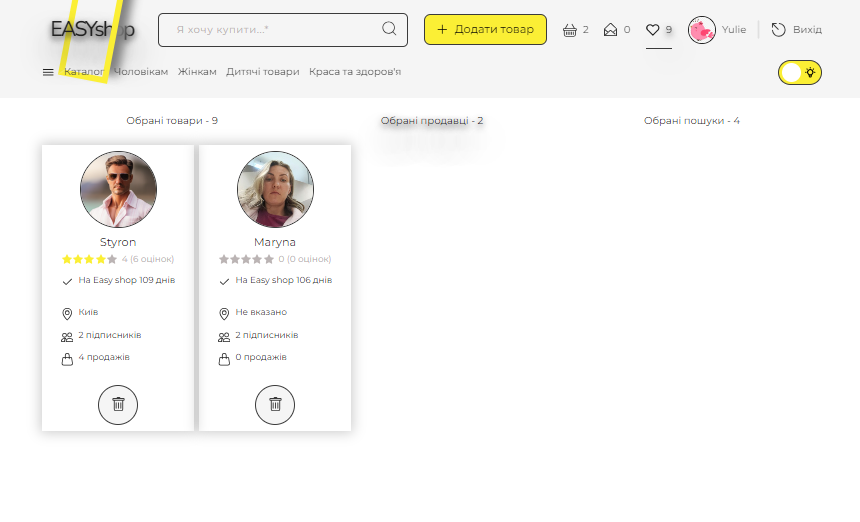 EASYshop
Я хочу купити...*
+ Додати товар
2
0
9
Yulie
Вихід
Каталог
Чоловікам
Жінкам
Дитячі товари
Краса та здоров'я
Обрані товари - 9
Обрані продавці - 2
Обрані пошуки - 4
Styron
4 (6 оцінок)
На Easy shop 109 днів
Київ
2 підписників
4 продажів
Maryna
0 (0 оцінок)
На Easy shop 106 днів
Не вказано
2 підписників
0 продажів